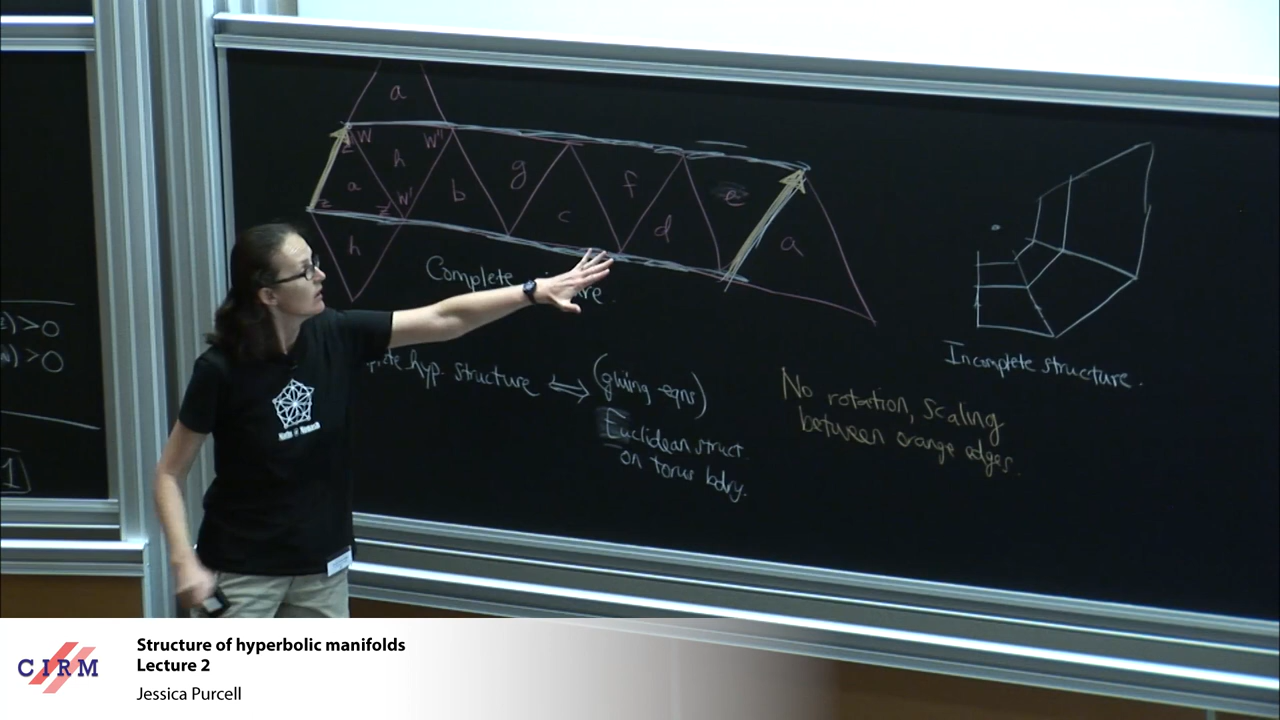 a
z
w
w"
h
a
z
z
w'
b
g
c
f
d
e
a
h
Complete
re.
) > 0
) > 0
1
hyp. structure ⟺ (gluing eqns)
Euclidean struct.
on torus bdry.
No rotation, scaling
between orange edges.
Incomplete structure.
CIRM
Structure of hyperbolic manifolds
Lecture 2
Jessica Purcell